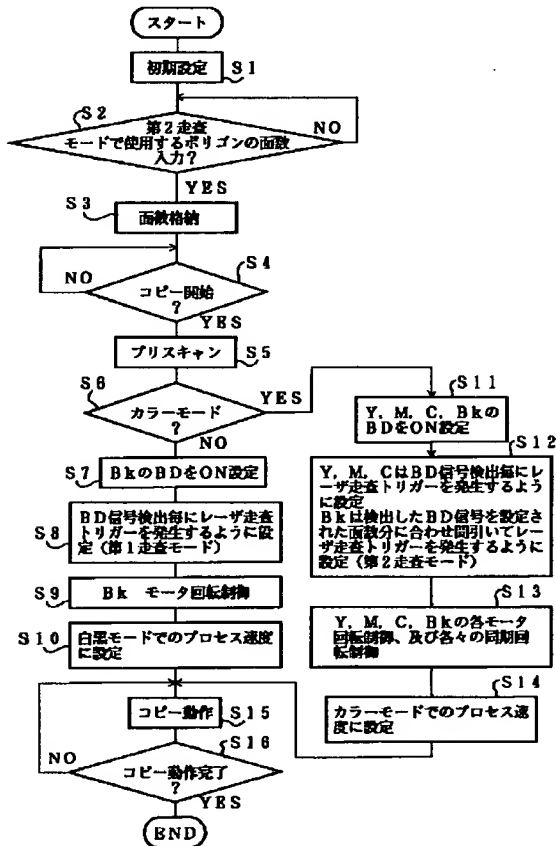 スタート
初期設定
S1
S2
第2走査
モードで使用するポリゴンの面数
入力?
NO
YES
S3
面数格納
S4
NO
コピー開始
?
YES
プリスキャン
S5
S6
カラーモード
?
YES
NO
S11
Y, M, C, Bkの
BDをON設定
S7
BkのBDをON設定
S12
Y, M, CはBD信号検出毎にレ
ーザ走査トリガーを発生するよう
に設定
Bkは検出したBD信号を設定さ
れた面数分に合わせ間引いてレー
ザ走査トリガーを発生するように
設定(第2走査モード)
S8
BD信号検出毎にレーザ走査
トリガーを発生するように設
定(第1走査モード)
S9
Bk モータ回転制御
S13
Y, M, C, Bkの各モータ
回転制御、及び各々の同期回
転制御
S10
白黒モードでのプロセス速度
に設定
S14
カラーモードでのプロセス速
度に設定
コピー動作
S15
S16
NO
コピー動作完了
?
YES
END